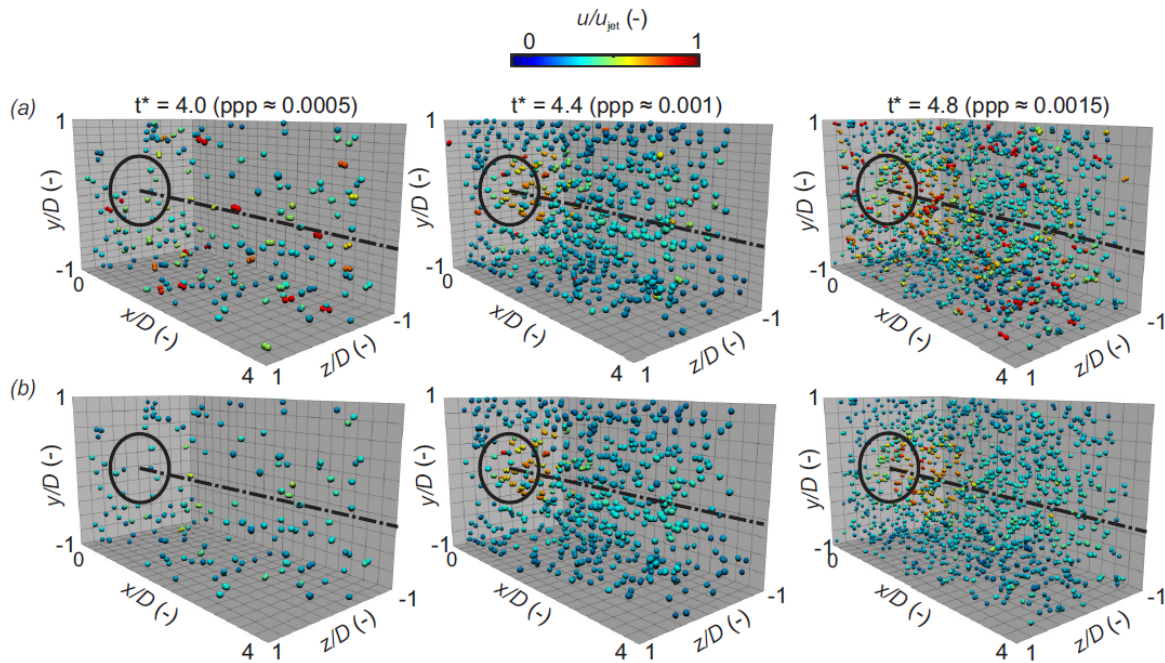 u/u_jet (-)
0 1
(a) t* = 4.0 (ppp ≈ 0.0005) t* = 4.4 (ppp ≈ 0.001) t* = 4.8 (ppp ≈ 0.0015)
1 1 1
y/D (-) y/D (-) y/D (-)
-1 -1 -1
0 0 0
-1 -1 -1
x/D (-) z/D (-) x/D (-) z/D (-) x/D (-) z/D (-)
4 1 4 1 4 1
(b)
1 1 1
y/D (-) y/D (-) y/D (-)
-1 -1 -1
0 0 0
-1 -1 -1
x/D (-) z/D (-) x/D (-) z/D (-) x/D (-) z/D (-)
4 1 4 1 4 1